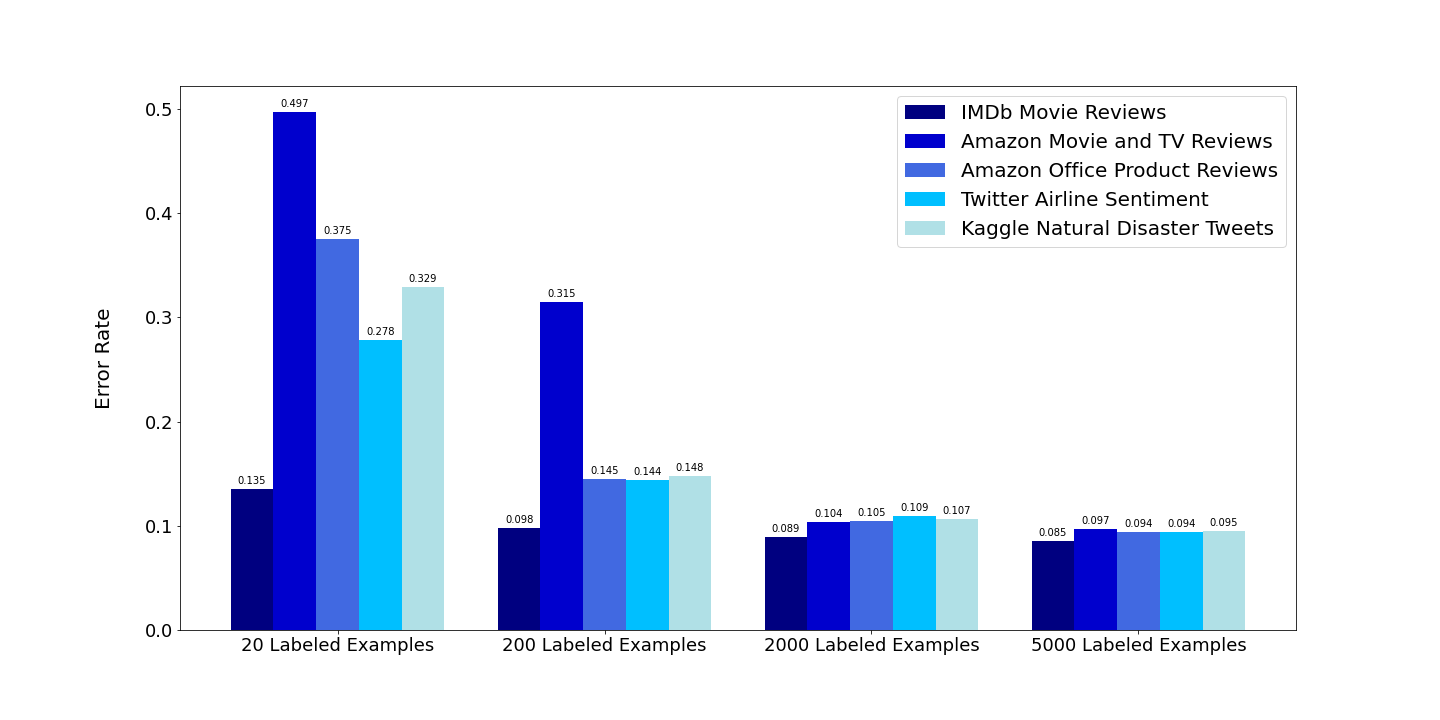 IMDb Movie Reviews
Amazon Movie and TV Reviews
Amazon Office Product Reviews
Twitter Airline Sentiment
Kaggle Natural Disaster Tweets
Error Rate
0.5
0.4
0.3
0.2
0.1
0.0
0.135
0.497
0.375
0.278
0.329
0.098
0.315
0.145
0.144
0.148
0.089
0.104
0.105
0.109
0.107
0.085
0.097
0.094
0.094
0.095
20 Labeled Examples
200 Labeled Examples
2000 Labeled Examples
5000 Labeled Examples